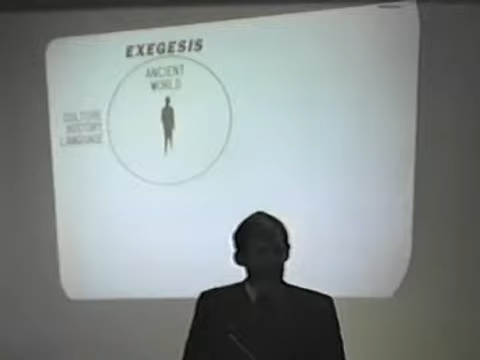 EXEGESIS
ANCIENT
WORLD
CULTURE
HISTORY
LANGUAGE